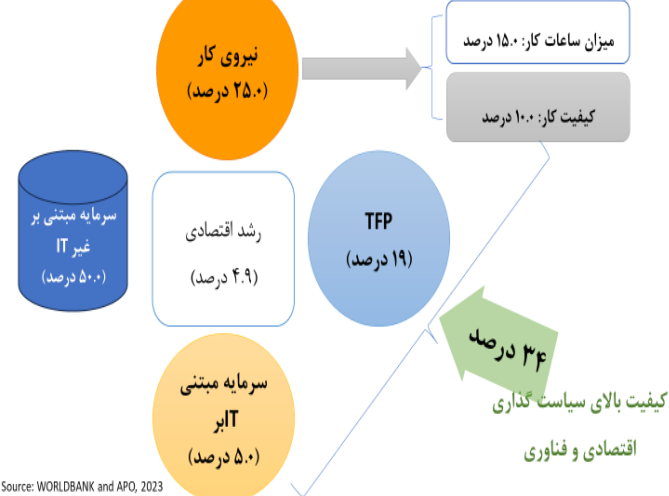 نیروی کار
(۲۵.۰ درصد)
میزان ساعات کار: ۱۵.۰ درصد
کیفیت کار: ۱۰.۰ درصد
سرمایه مبتنی بر
غیر IT
(۵۰.۰ درصد)
رشد اقتصادی
(۴.۹ درصد)
TFP
(۱۹ درصد)
سرمایه مبتنی
ITبر
(۵.۰ درصد)
۳۴ درصد
کیفیت بالای سیاست گذاری
اقتصادی و فناوری
Source: WORLDBANK and APO, 2023